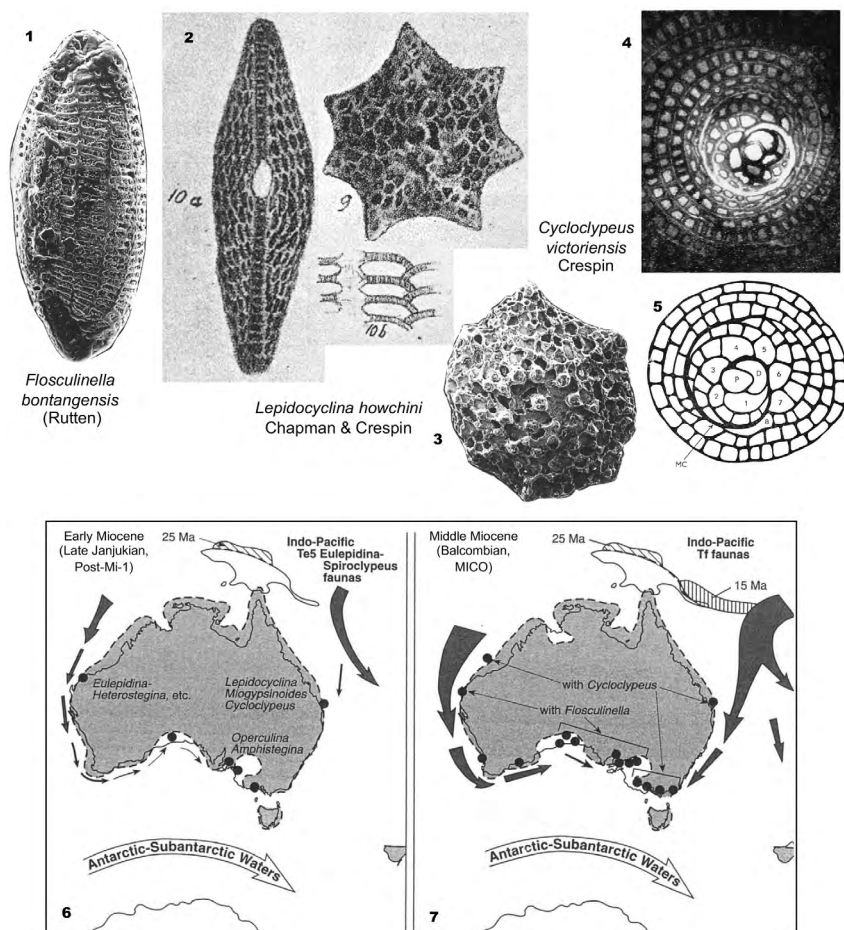 1
2
4
10a
9
10b
Cycloclypeus
victoriensis
Crespin
Flosculinella
bontangensis
(Rutten)
Lepidocyclina howchini
Chapman & Crespin
3
5
4
5
3
P
D
6
2
1
7
8
MC
Early Miocene
(Late Janjukian,
Post-Mi-1)
25 Ma
Indo-Pacific
Te5 Eulepidina-
Spiroclypeus
faunas
Eulepidina-
Heterostegina, etc.
Lepidocyclina
Miogypsinoides
Cycloclypeus
Operculina
Amphistegina
Antarctic-Subantarctic Waters
6
Middle Miocene
(Balcombian,
MICO)
25 Ma
Indo-Pacific
Tf faunas
15 Ma
with Cycloclypeus
with Flosculinella
Antarctic-Subantarctic Waters
7